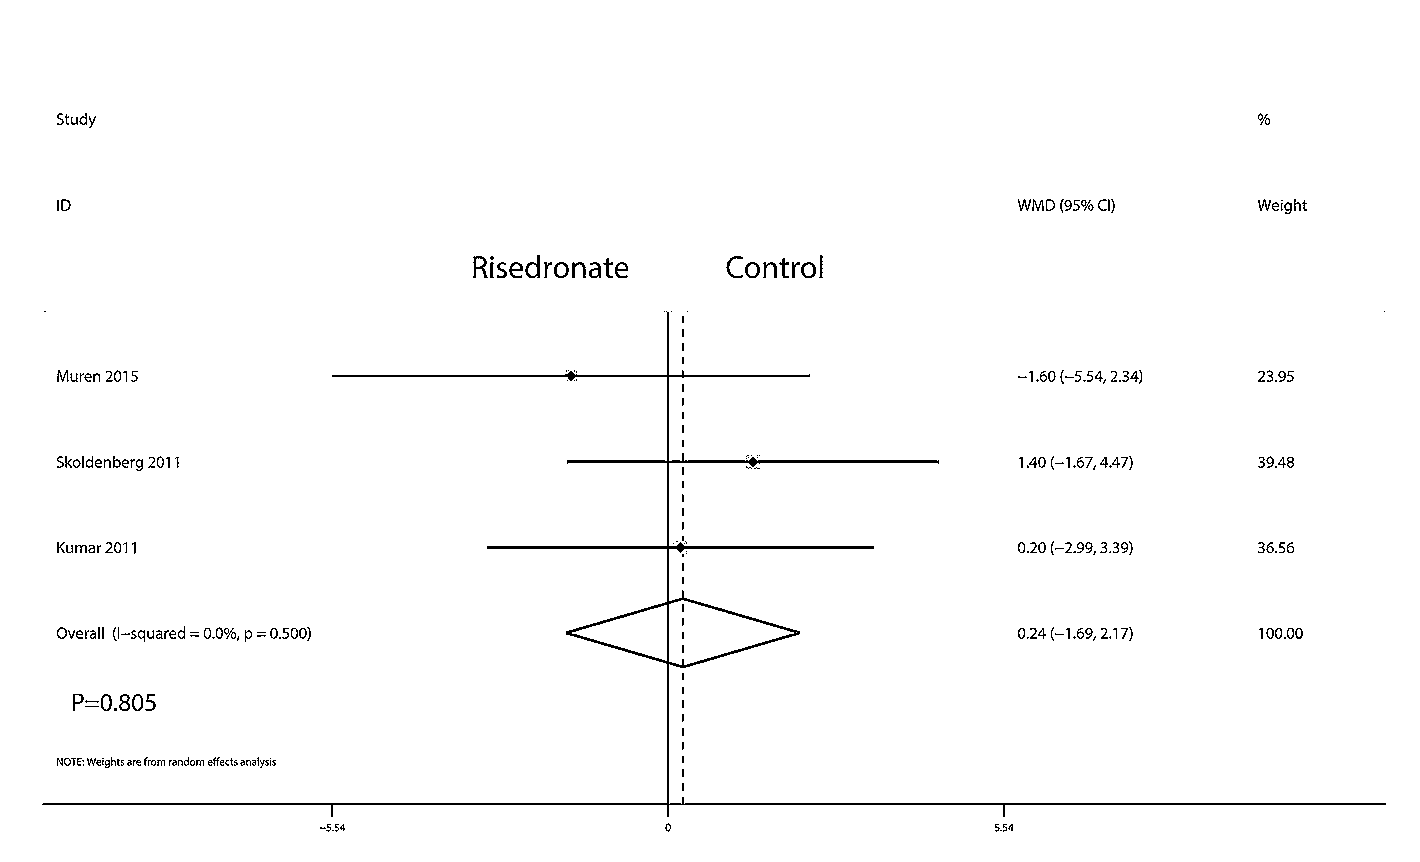 Study %
ID WMD (95% CI) Weight
Risedronate Control
Muren 2015 −1.60 (−5.54, 2.34) 23.95
Skoldenberg 2011 1.40 (−1.67, 4.47) 39.48
Kumar 2011 0.20 (−2.99, 3.39) 36.56
Overall (I−squared = 0.0%, p = 0.500) 0.24 (−1.69, 2.17) 100.00
P=0.805
NOTE: Weights are from random effects analysis
−5.54 0 5.54